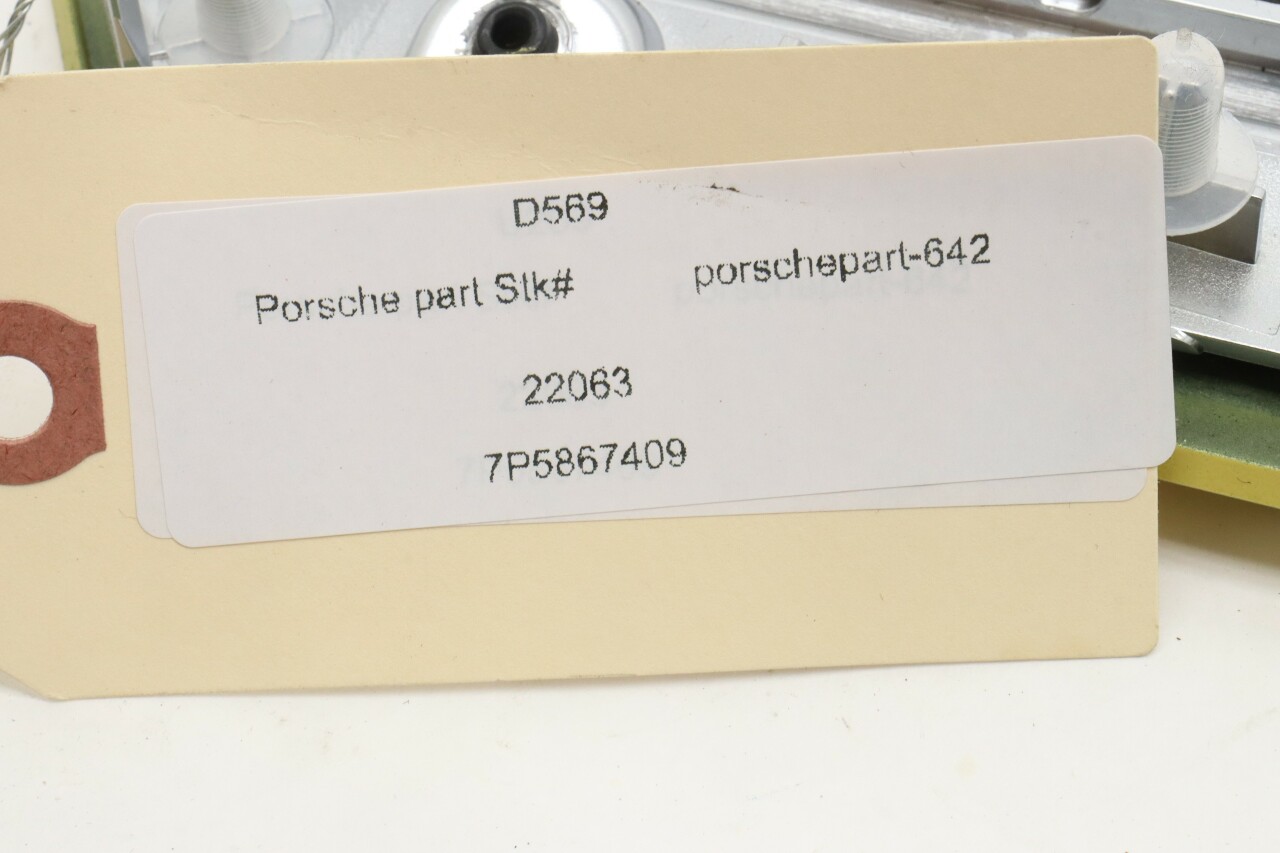 D569
Porsche part Stk# porschepart-642
22063
7P5867409